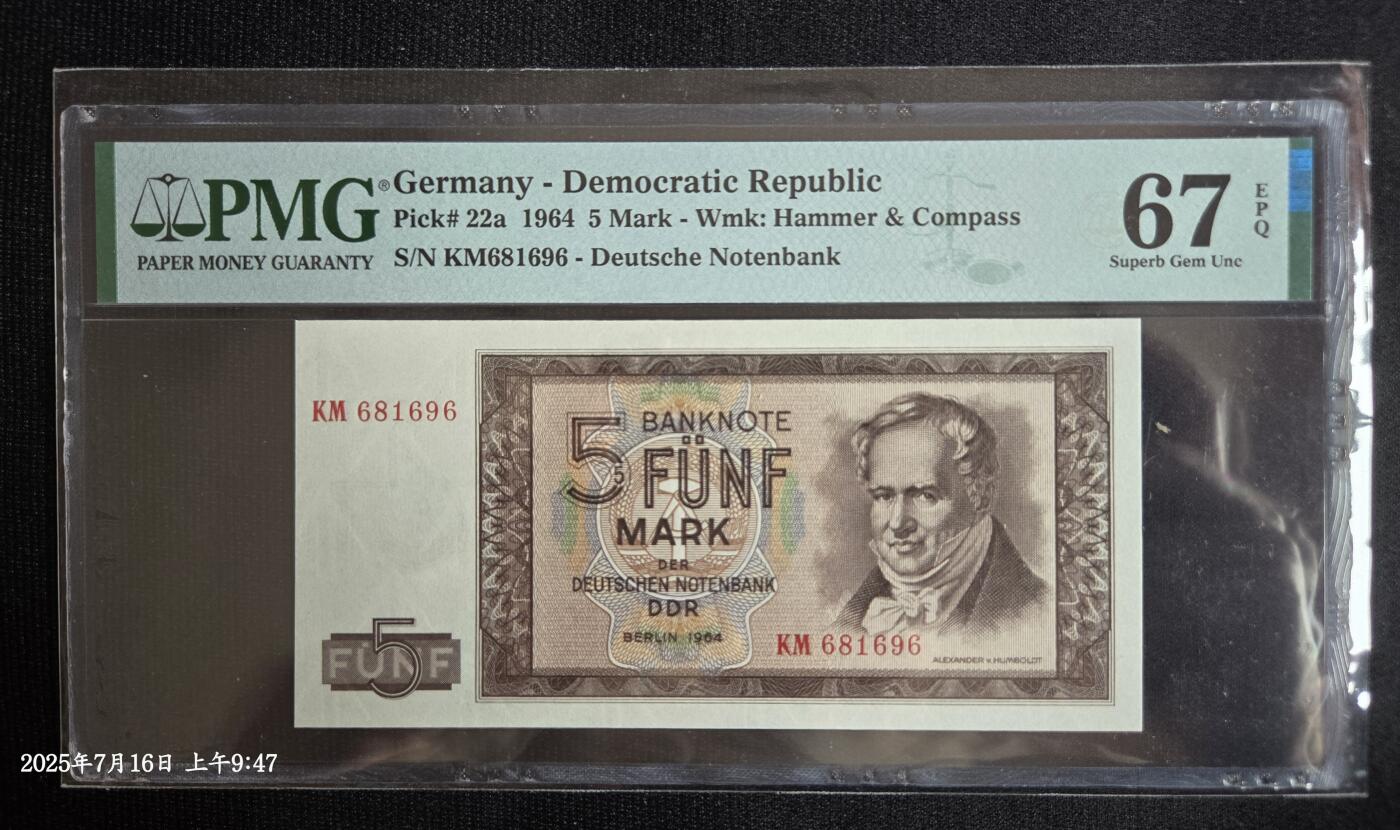 PMG®
PAPER MONEY GUARANTY
Germany - Democratic Republic
Pick# 22a 1964 5 Mark - Wmk: Hammer & Compass
S/N KM681696 - Deutsche Notenbank
67
EPQ
Superb Gem Unc
KM 681696
5
5
BANKNOTE
FÜNF
MARK
DER
DEUTSCHEN NOTENBANK
DDR
BERLIN 1964
KM 681696
ALEXANDER v. HUMBOLDT
FÜNF
5
2025年7月16日 上午9:47